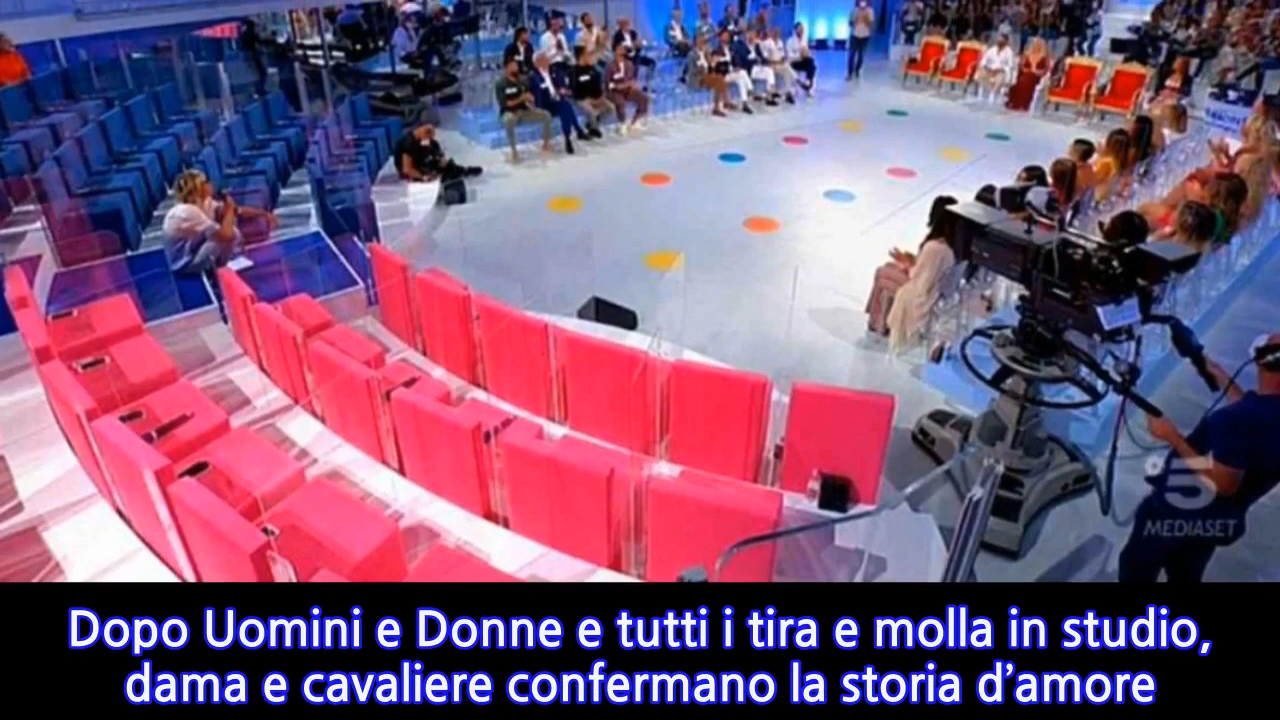 5
MEDIASET
Dopo Uomini e Donne e tutti i tira e molla in studio,
dama e cavaliere confermano la storia d’amore